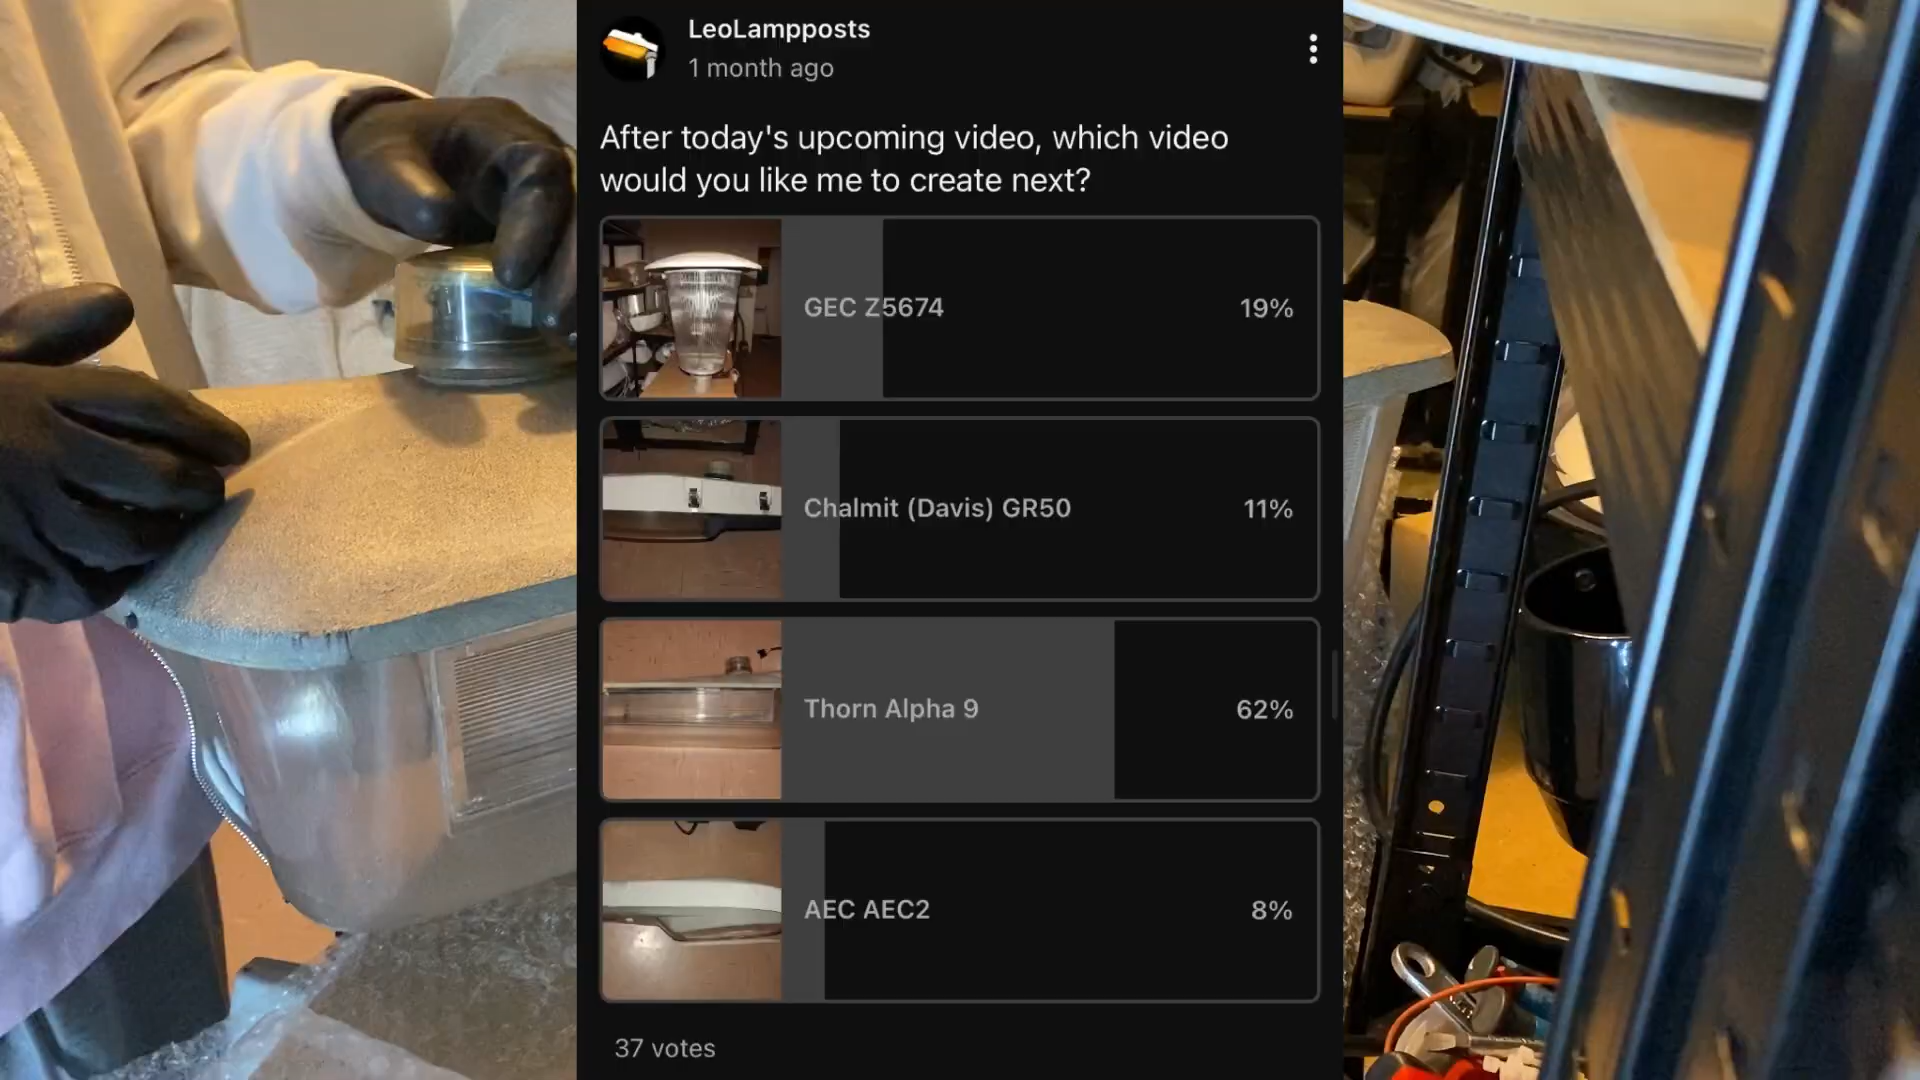 LeoLampposts
1 month ago
After today's upcoming video, which video
would you like me to create next?
GEC Z5674
19%
Chalmit (Davis) GR50
11%
Thorn Alpha 9
62%
AEC AEC2
8%
37 votes